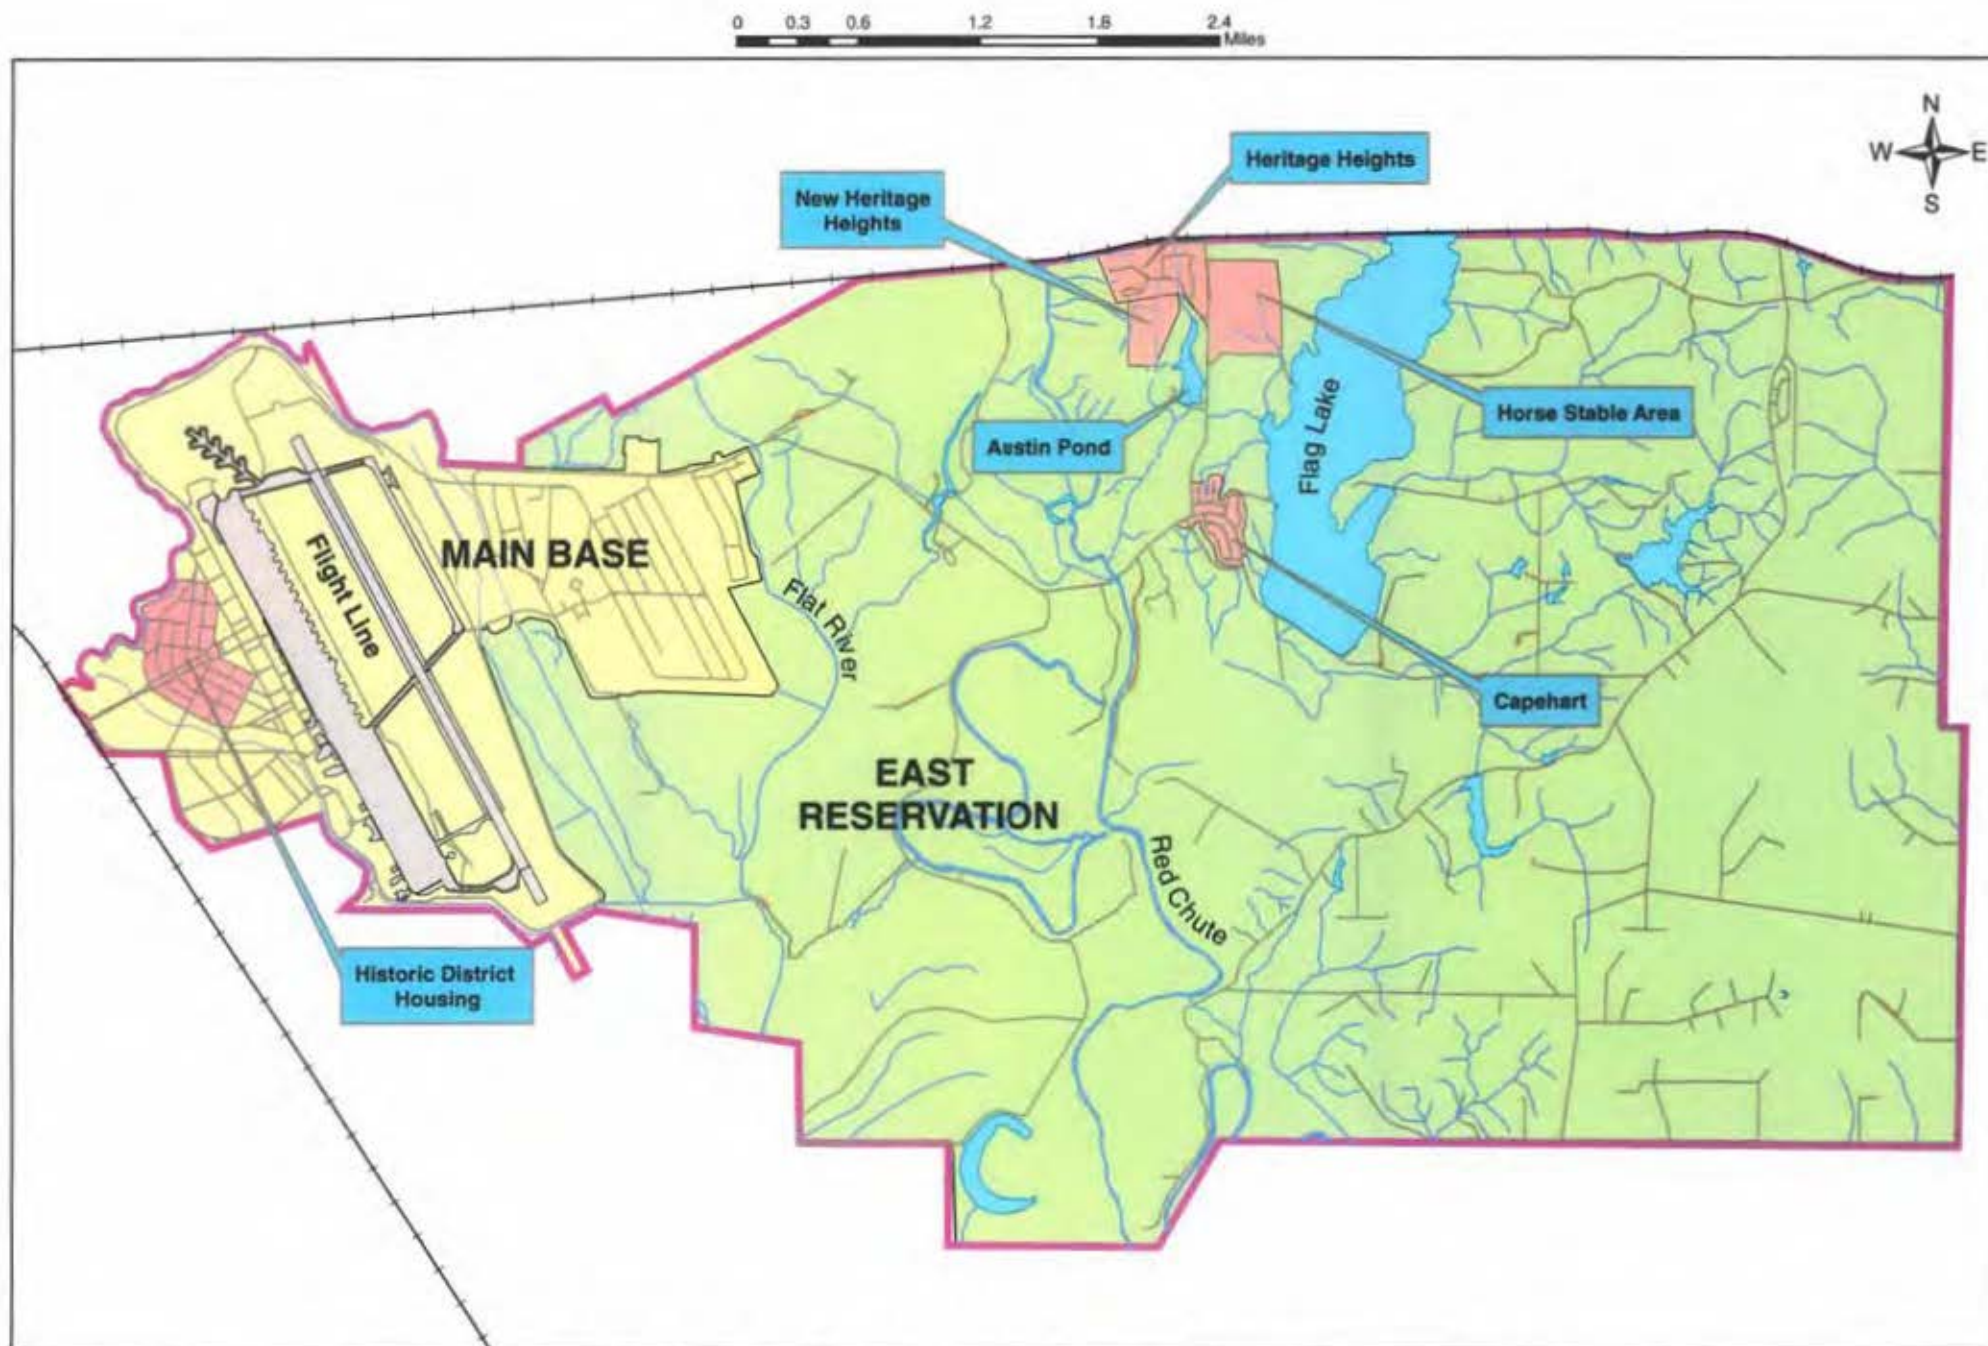 0 0.3 0.6 1.2 1.8 2.4
Miles
N
W E
S
Heritage Heights
New Heritage
Heights
Horse Stable Area
Flag Lake
Austin Pond
Flight Line
MAIN BASE
Flat River
Capehart
EAST
RESERVATION
Red Chute
Historic District
Housing